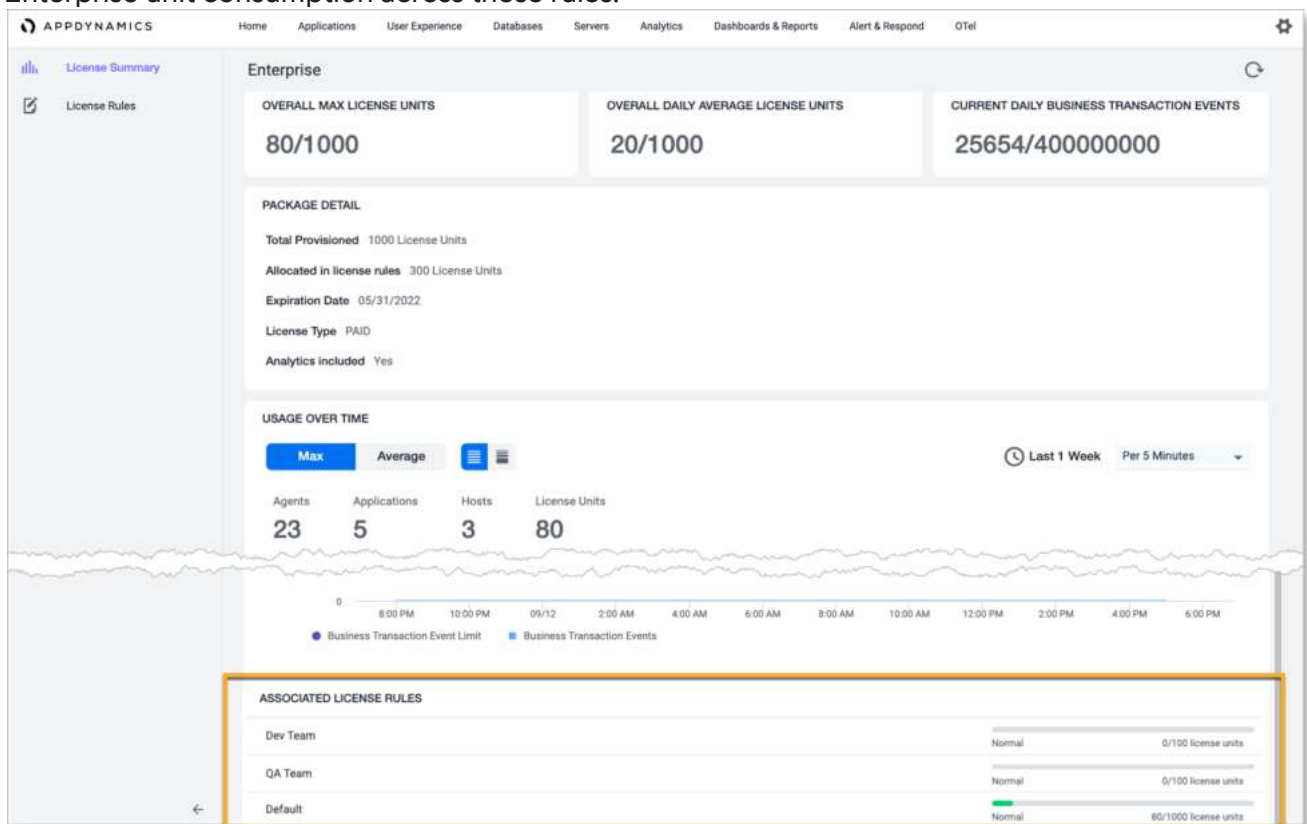 Enterprise unit consumption across these rules.
APPDYNAMICS Home Applications User Experience Databases Servers Analytics Dashboards & Reports Alert & Respond OTel
License Summary
License Rules
Enterprise
OVERALL MAX LICENSE UNITS OVERALL DAILY AVERAGE LICENSE UNITS CURRENT DAILY BUSINESS TRANSACTION EVENTS
80/1000 20/1000 25654/400000000
PACKAGE DETAIL
Total Provisioned 1000 License Units
Allocated in license rules 300 License Units
Expiration Date 05/31/2022
License Type PAID
Analytics included Yes
USAGE OVER TIME
Max Average Last 1 Week Per 5 Minutes
Agents Applications Hosts License Units
23 5 3 80
0
8:00 PM 10:00 PM 09/12 2:00 AM 4:00 AM 6:00 AM 8:00 AM 10:00 AM 12:00 PM 2:00 PM 4:00 PM 6:00 PM
Business Transaction Event Limit Business Transaction Events
ASSOCIATED LICENSE RULES
Dev Team
Normal 0/100 license units
QA Team
Normal 0/100 license units
Default
Normal 80/1000 license units